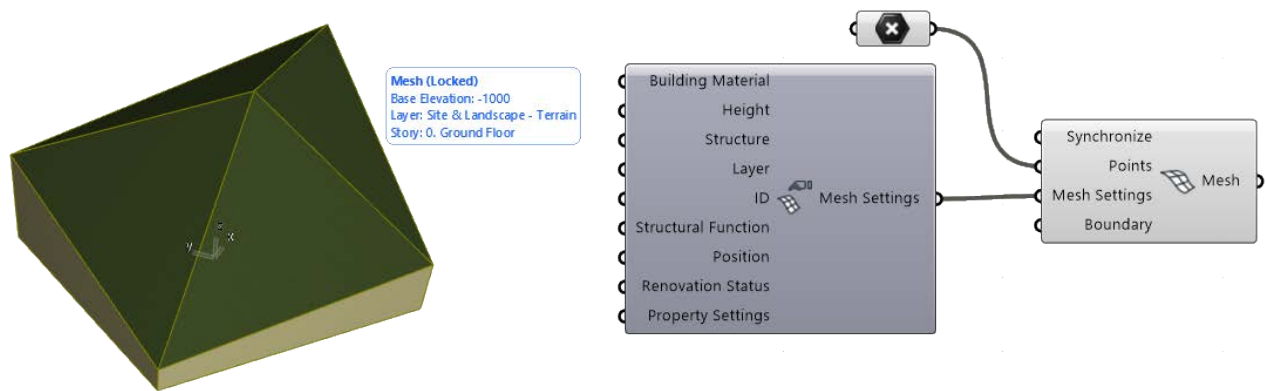 Mesh (Locked)
Base Elevation: -1000
Layer: Site & Landscape - Terrain
Story: 0. Ground Floor
z
y
x
Building Material
Height
Structure
Layer
ID
Mesh Settings
Structural Function
Position
Renovation Status
Property Settings
Synchronize
Points
Mesh
Mesh Settings
Boundary